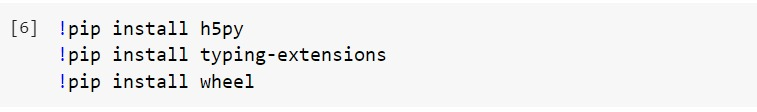 [6] !pip install h5py
!pip install typing-extensions
!pip install wheel